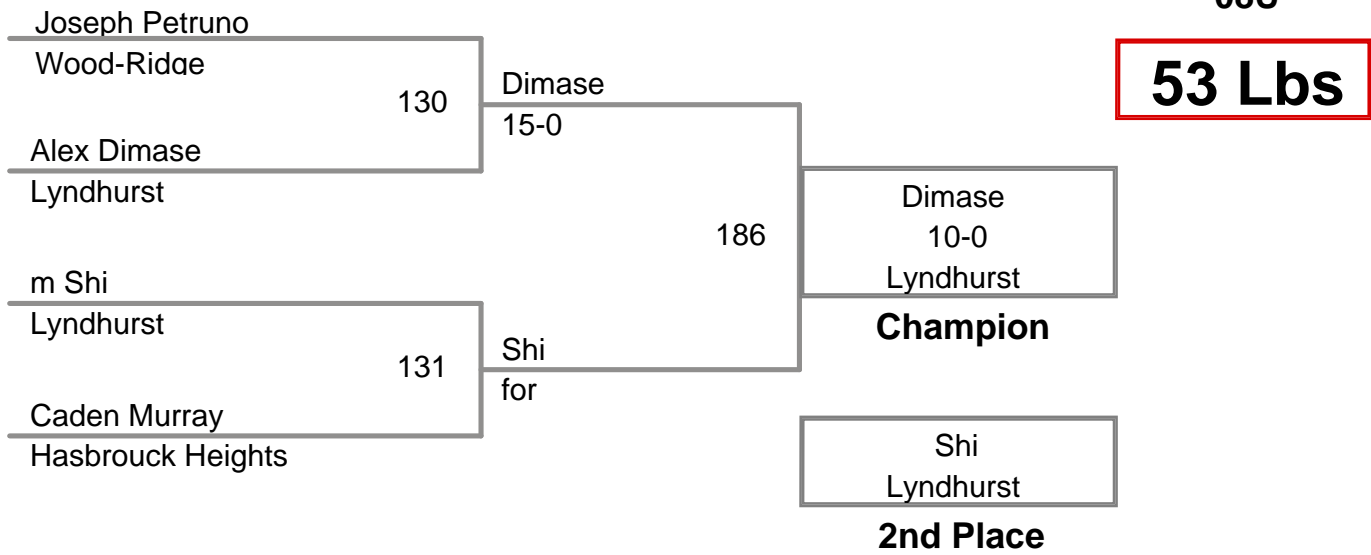 53 Lbs
Joseph Petruno
Wood-Ridge
130
Alex Dimase
Lyndhurst
Dimase
15-0
m Shi
Lyndhurst
131
Caden Murray
Hasbrouck Heights
Shi
for
186
Dimase
10-0
Lyndhurst
Champion
Shi
Lyndhurst
2nd Place